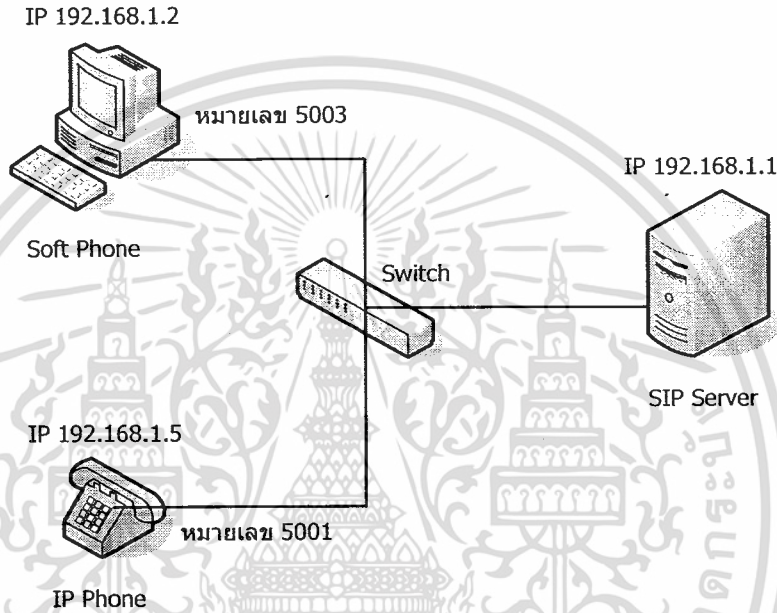 IP 192.168.1.2
หมายเลข 5003
Soft Phone
IP 192.168.1.1
Switch
SIP Server
IP 192.168.1.5
หมายเลข 5001
IP Phone